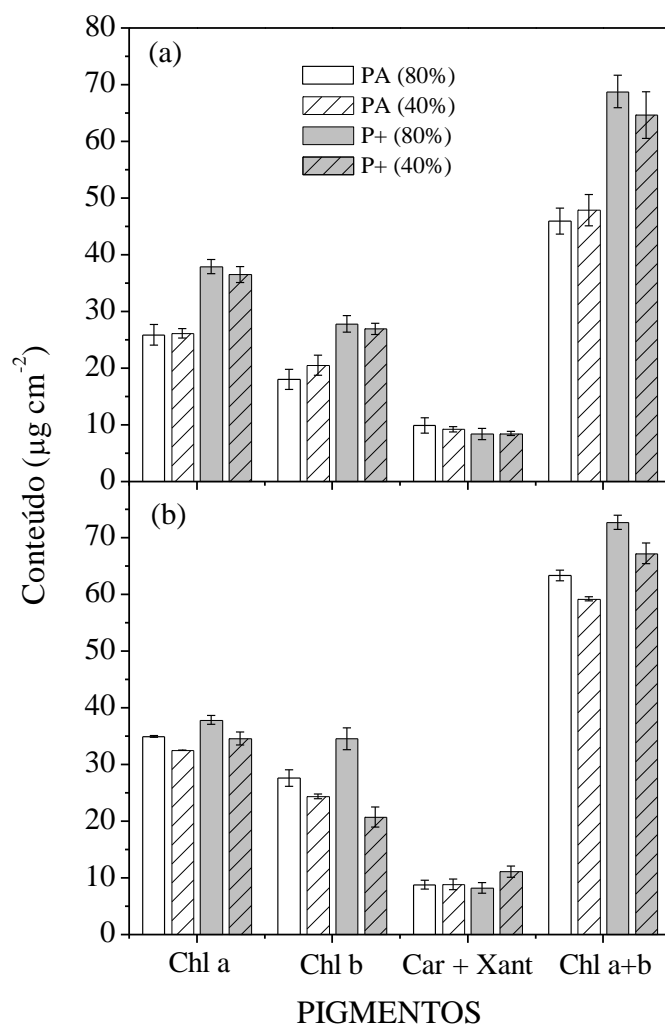 80
70
60
50
40
30
20
10
0
70
60
50
40
30
20
10
0
Conteúdo (µg cm-2)
(a)
PA (80%)
PA (40%)
P+ (80%)
P+ (40%)
(b)
Chl a Chl b Car + Xant Chl a+b
PIGMENTOS